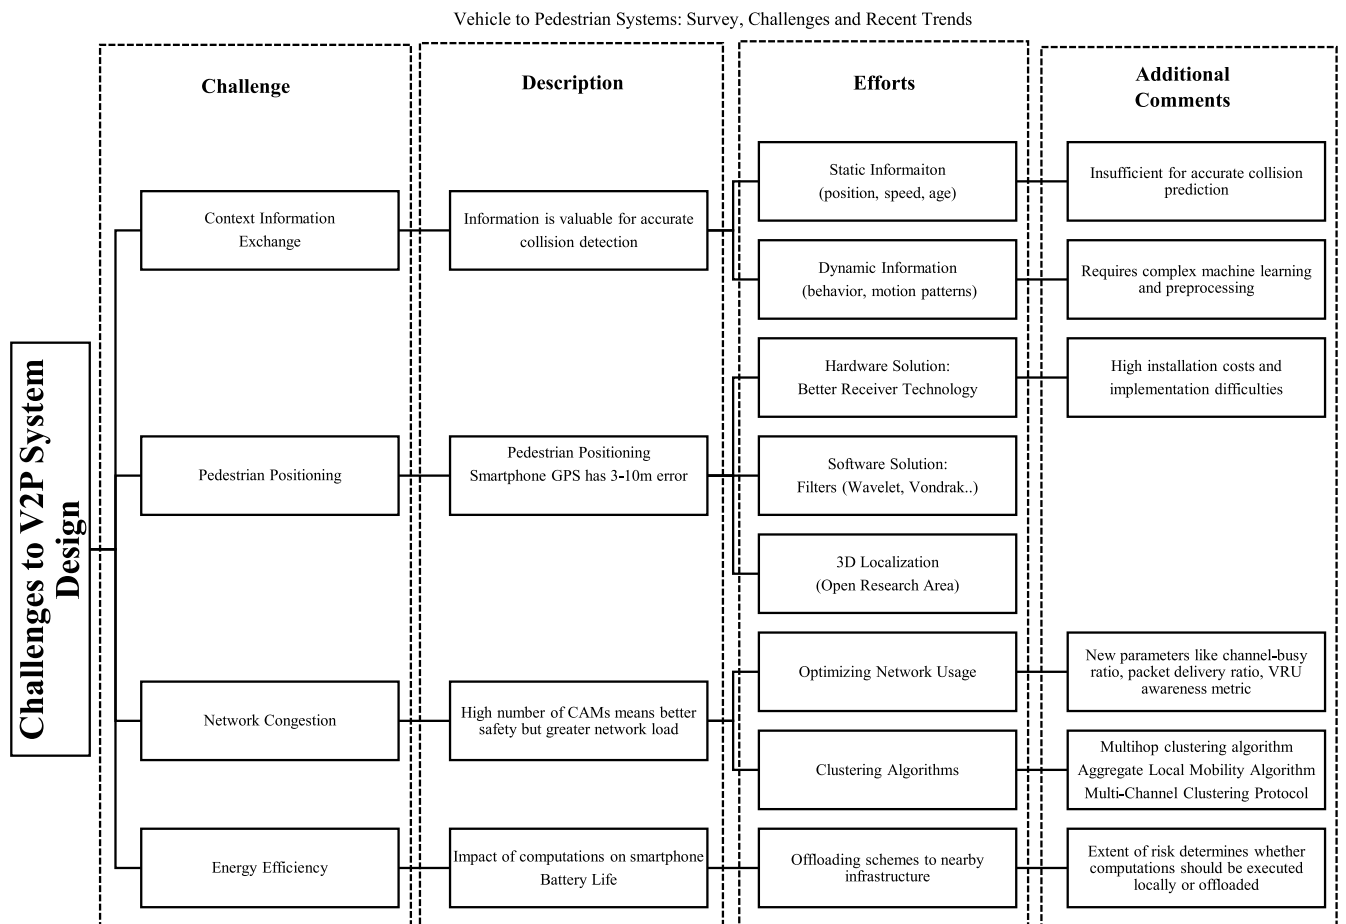 Vehicle to Pedestrian Systems: Survey, Challenges and Recent Trends
Challenges to V2P System
Design
Challenge
Description
Efforts
Additional
Comments
Context Information
Exchange
Information is valuable for accurate
collision detection
Static Informaiton
(position, speed, age)
Insufficient for accurate collision
prediction
Dynamic Information
(behavior, motion patterns)
Requires complex machine learning
and preprocessing
Pedestrian Positioning
Pedestrian Positioning
Smartphone GPS has 3-10m error
Hardware Solution:
Better Receiver Technology
High installation costs and
implementation difficulties
Software Solution:
Filters (Wavelet, Vondrak..)
3D Localization
(Open Research Area)
Network Congestion
High number of CAMs means better
safety but greater network load
Optimizing Network Usage
New parameters like channel-busy
ratio, packet delivery ratio, VRU
awareness metric
Clustering Algorithms
Multihop clustering algorithm
Aggregate Local Mobility Algorithm
Multi-Channel Clustering Protocol
Energy Efficiency
Impact of computations on smartphone
Battery Life
Offloading schemes to nearby
infrastructure
Extent of risk determines whether
computations should be executed
locally or offloaded